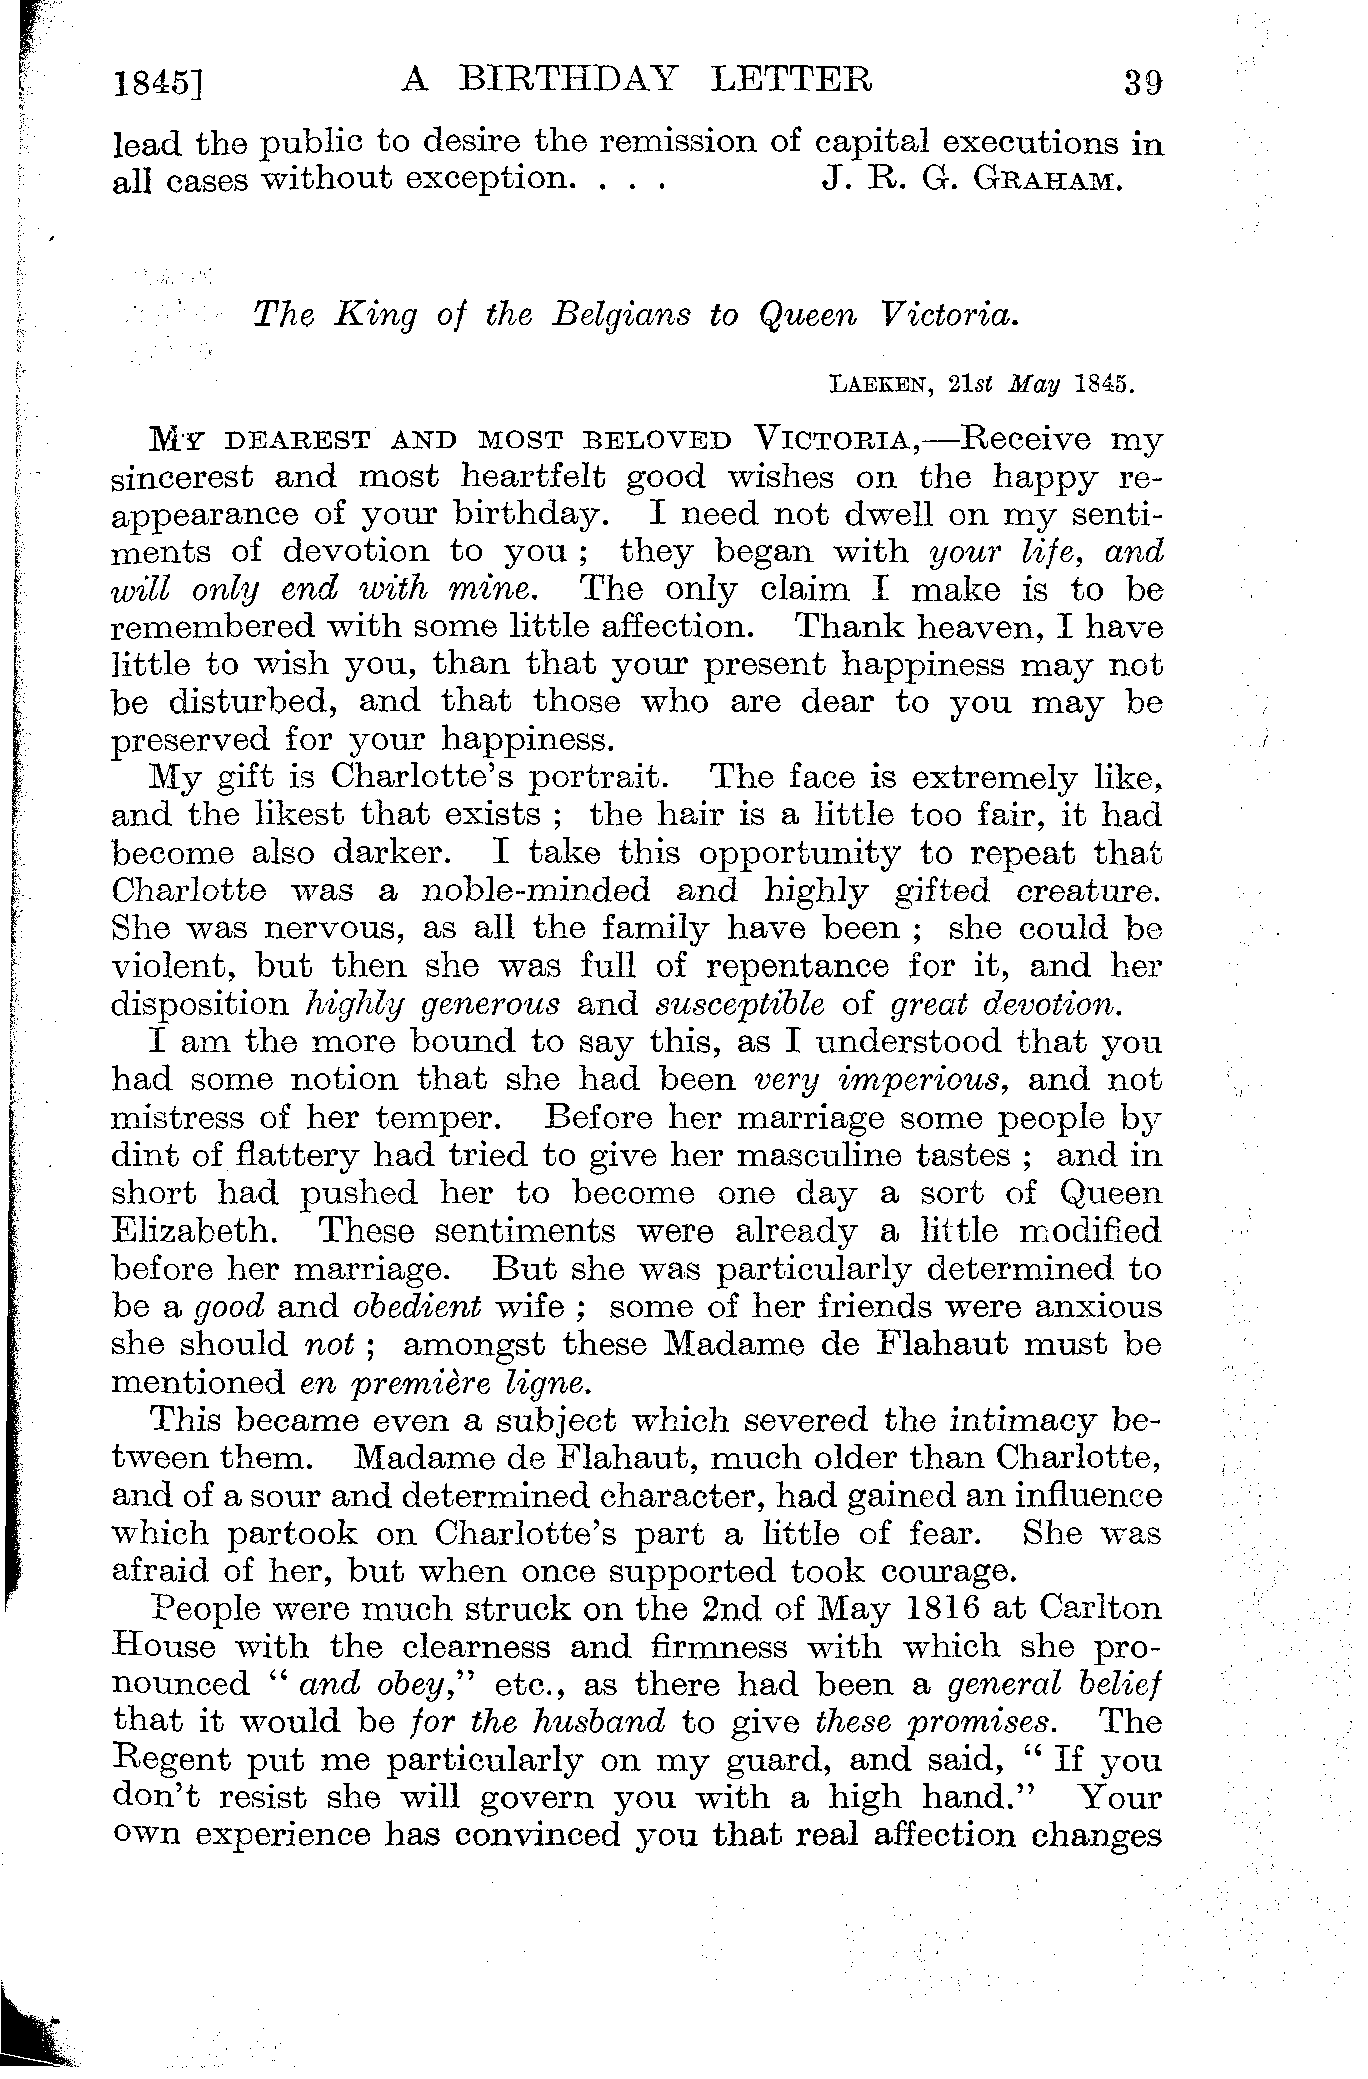 1845] A BIRTHDAY LETTER 39
lead the public to desire the remission of capital executions in
all cases without exception. . . . J. R. G. GRAHAM.
The King of the Belgians to Queen Victoria.
LAEKEN, 21st May 1845.
MY DEAREST AND MOST BELOVED VICTORIA,—Receive my
sincerest and most heartfelt good wishes on the happy re-
appearance of your birthday. I need not dwell on my senti-
ments of devotion to you ; they began with your life, and
will only end with mine. The only claim I make is to be
remembered with some little affection. Thank heaven, I have
little to wish you, than that your present happiness may not
be disturbed, and that those who are dear to you may be
preserved for your happiness.
My gift is Charlotte's portrait. The face is extremely like,
and the likest that exists ; the hair is a little too fair, it had
become also darker. I take this opportunity to repeat that
Charlotte was a noble-minded and highly gifted creature.
She was nervous, as all the family have been ; she could be
violent, but then she was full of repentance for it, and her
disposition highly generous and susceptible of great devotion.
I am the more bound to say this, as I understood that you
had some notion that she had been very imperious, and not
mistress of her temper. Before her marriage some people by
dint of flattery had tried to give her masculine tastes ; and in
short had pushed her to become one day a sort of Queen
Elizabeth. These sentiments were already a little modified
before her marriage. But she was particularly determined to
be a good and obedient wife ; some of her friends were anxious
she should not ; amongst these Madame de Flahaut must be
mentioned en première ligne.
This became even a subject which severed the intimacy be-
tween them. Madame de Flahaut, much older than Charlotte,
and of a sour and determined character, had gained an influence
which partook on Charlotte's part a little of fear. She was
afraid of her, but when once supported took courage.
People were much struck on the 2nd of May 1816 at Carlton
House with the clearness and firmness with which she pro-
nounced " and obey," etc., as there had been a general belief
that it would be for the husband to give these promises. The
Regent put me particularly on my guard, and said, " If you
don't resist she will govern you with a high hand." Your
own experience has convinced you that real affection changes